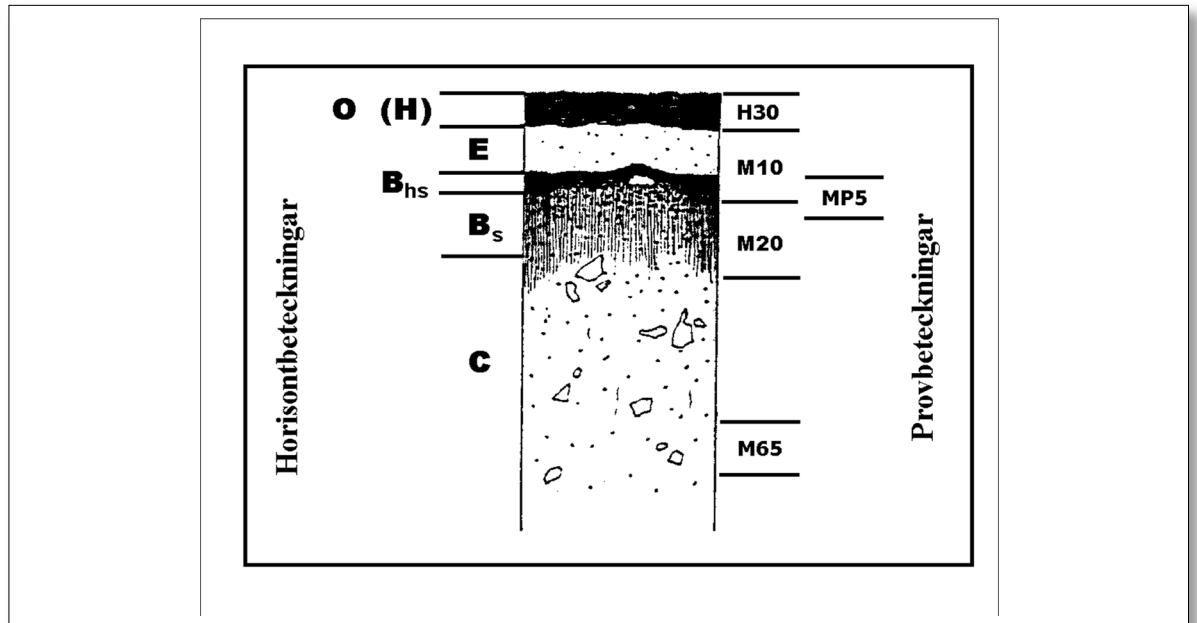 Horisontbeteckningar
O (H)
E
Bhs
Bs
C
H30
M10
MP5
M20
M65
Provbeteckningar